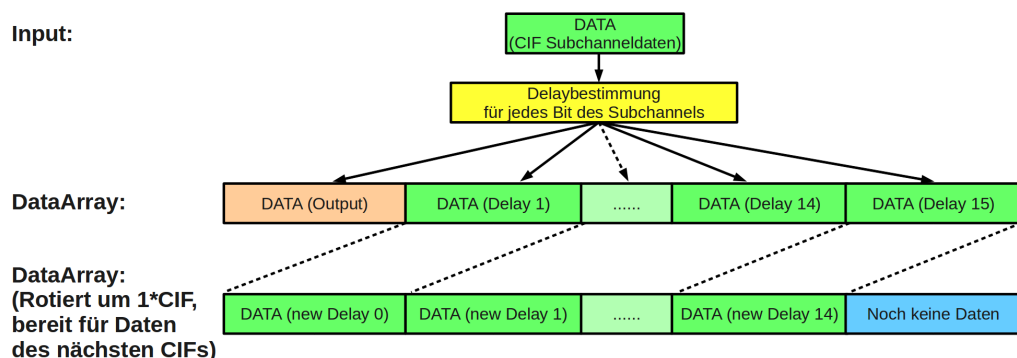 Input:
DATA
(CIF Subchanneldaten)
Delaybestimmung
für jedes Bit des Subchannels
DataArray:
DATA (Output)
DATA (Delay 1)
......
DATA (Delay 14)
DATA (Delay 15)
DataArray:
(Rotiert um 1*CIF,
bereit für Daten
des nächsten CIFs)
DATA (new Delay 0)
DATA (new Delay 1)
......
DATA (new Delay 14)
Noch keine Daten